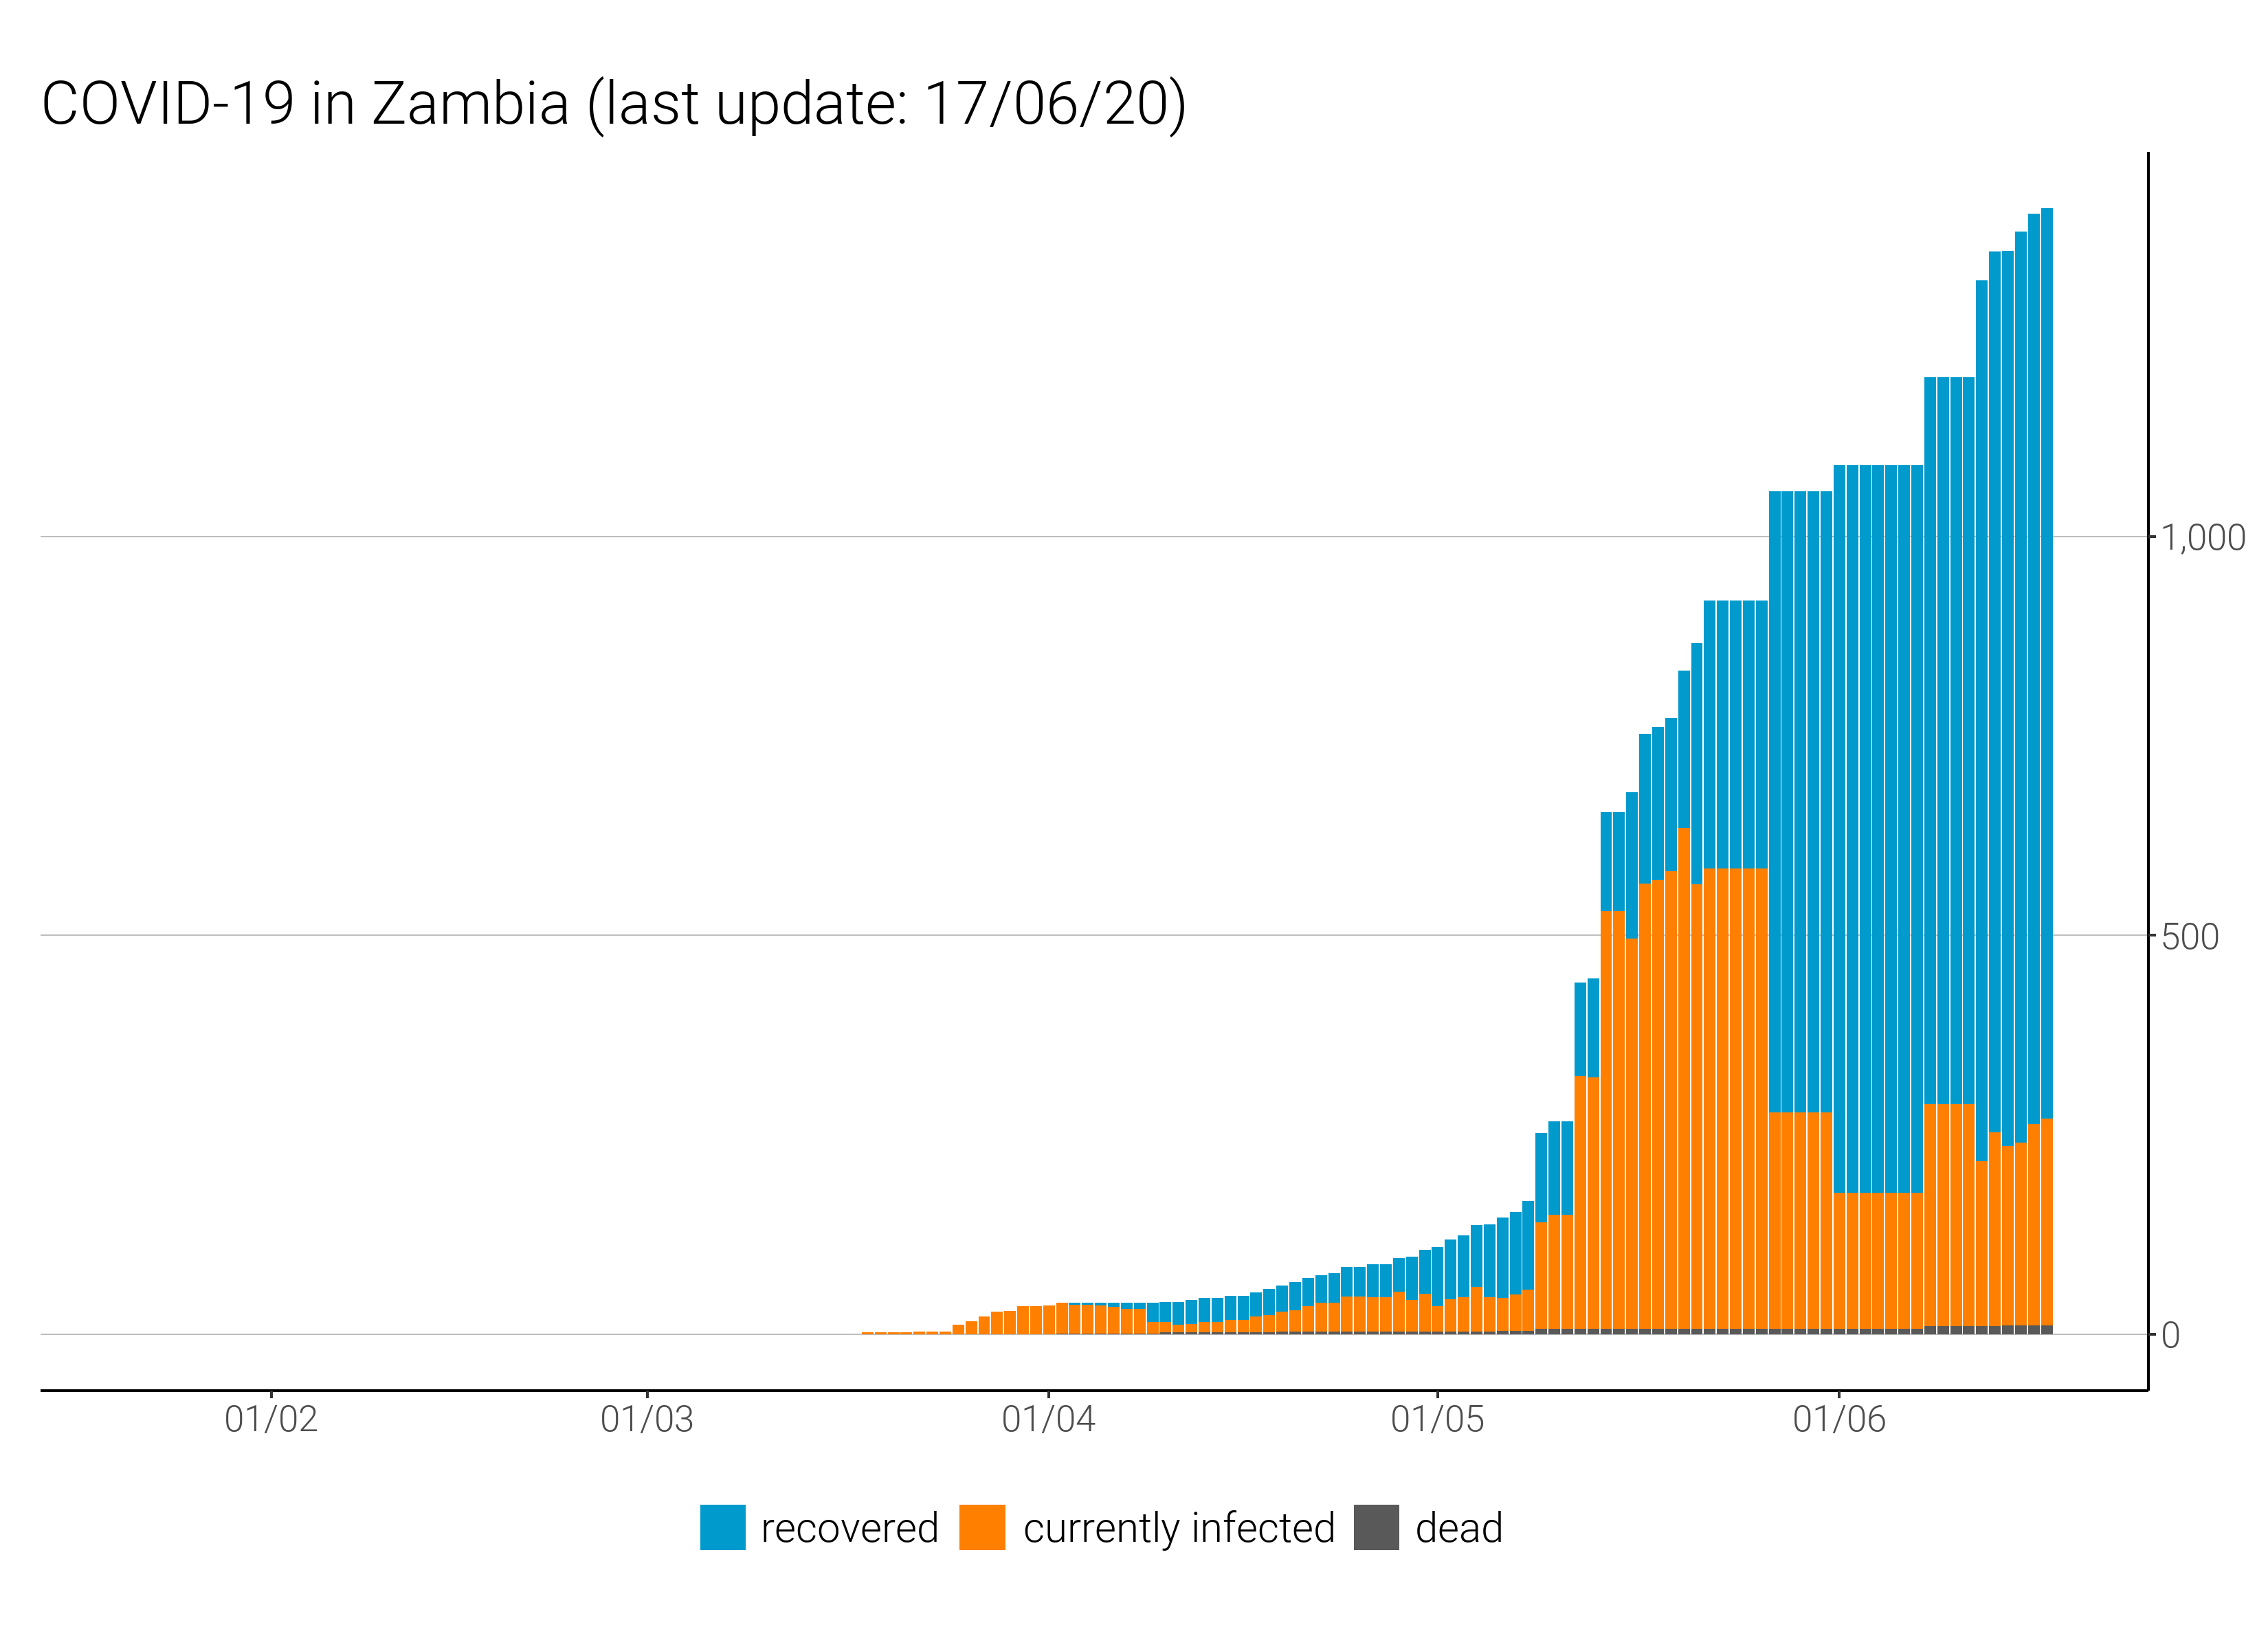 COVID-19 in Zambia (last update: 17/06/20)
1,000
500
0
01/02 01/03 01/04 01/05 01/06
recovered currently infected dead